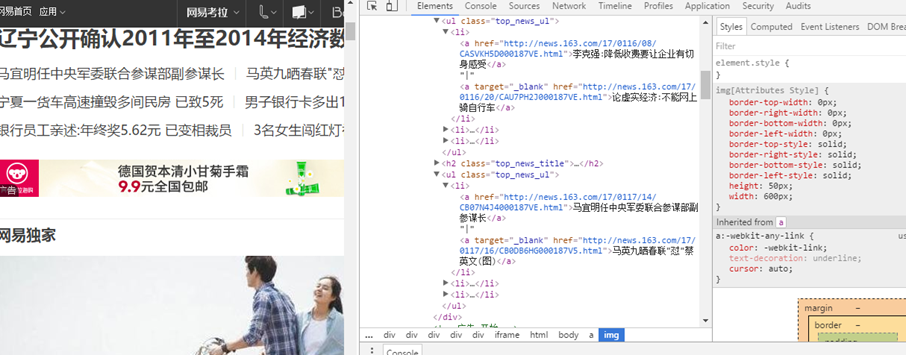 网易首页 应用 网易考拉
辽宁公开确认2011年至2014年经济数
马宜明任中央军委联合参谋部副参谋长 马英九晒春联"怼
宁夏一货车高速撞毁多间民房 已致5死 男子银行卡多出1
银行员工亲述:年终奖5.62元 已变相裁员 3名女生闯红灯
德国贺本清小甘菊手霜
9.9元全国包邮
广告
网易独家
Elements Console Sources Network Timeline Profiles Application Security Audits
<ul class="top_news_ul">
<li>
<a href="http://news.163.com/17/0116/08/
CASVKH5D000187VE.html">李克强:降低收费要让企业有切
身感受</a>
"|"
<a target="_blank" href="http://news.163.com/17/
0116/20/CAU7PH2J000187VE.html">论虚实经济:不能网上
骑自行车</a>
</li>
<li>…</li>
<li>…</li>
</ul>
<h2 class="top_news_title">…</h2>
<ul class="top_news_ul">
<li>
<a href="http://news.163.com/17/0117/14/
CB07N4J4000187VE.html">马宜明任中央军委联合参谋部副
参谋长</a>
"|"
<a target="_blank" href="http://news.163.com/17/
0117/16/CB0DB6HG000187V5.html">马英九晒春联"怼"蔡
英文(图)</a>
</li>
<li>…</li>
<li>…</li>
</ul>
</div>
... div div div div div iframe html body a img
Console
Styles Computed Event Listeners DOM Brea
Filter
element.style {
}
img[Attributes Style] {
border-top-width: 0px;
border-right-width: 0px;
border-bottom-width: 0px;
border-left-width: 0px;
border-top-style: solid;
border-right-style: solid;
border-bottom-style: solid;
border-left-style: solid;
height: 50px;
width: 600px;
}
Inherited from a
a:-webkit-any-link { us
color: -webkit-link;
text-decoration: underline;
cursor: auto;
}
margin –
border –